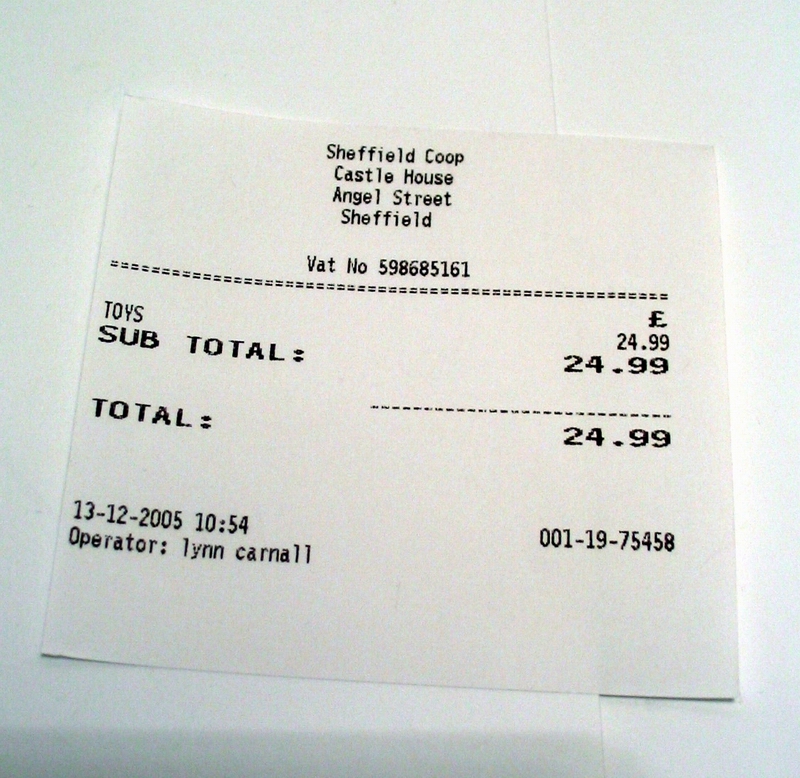 Sheffield Coop
Castle House
Angel Street
Sheffield
Vat No 598685161
================================================
£
TOYS 24.99
SUB TOTAL: 24.99
--------------------------------
TOTAL: 24.99
13-12-2005 10:54
Operator: lynn carnall 001-19-75458